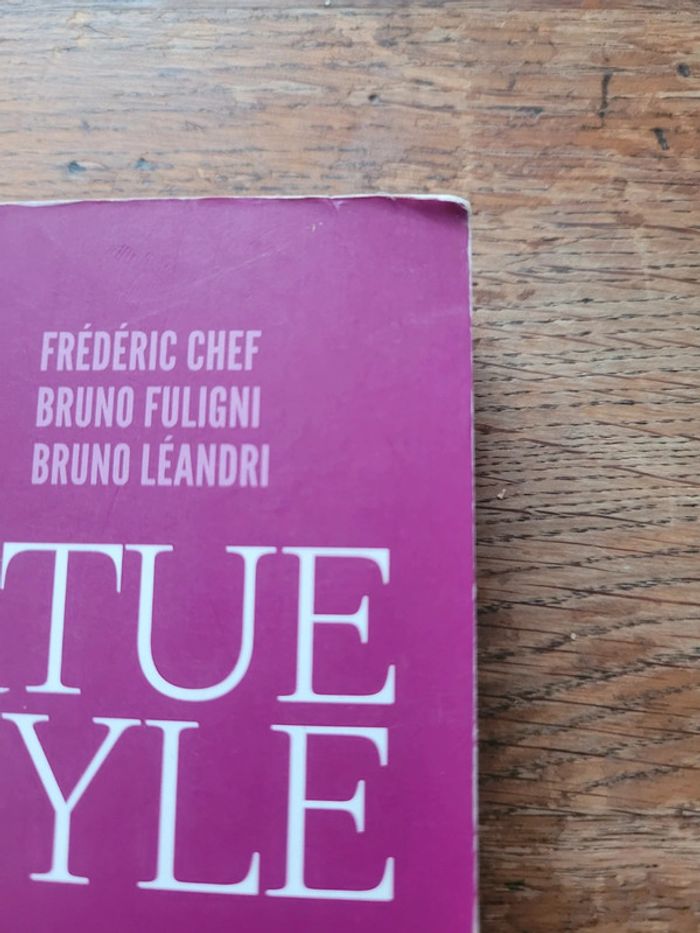 FRÉDÉRIC CHEF
BRUNO FULIGNI
BRUNO LÉANDRI
TUE
YLE